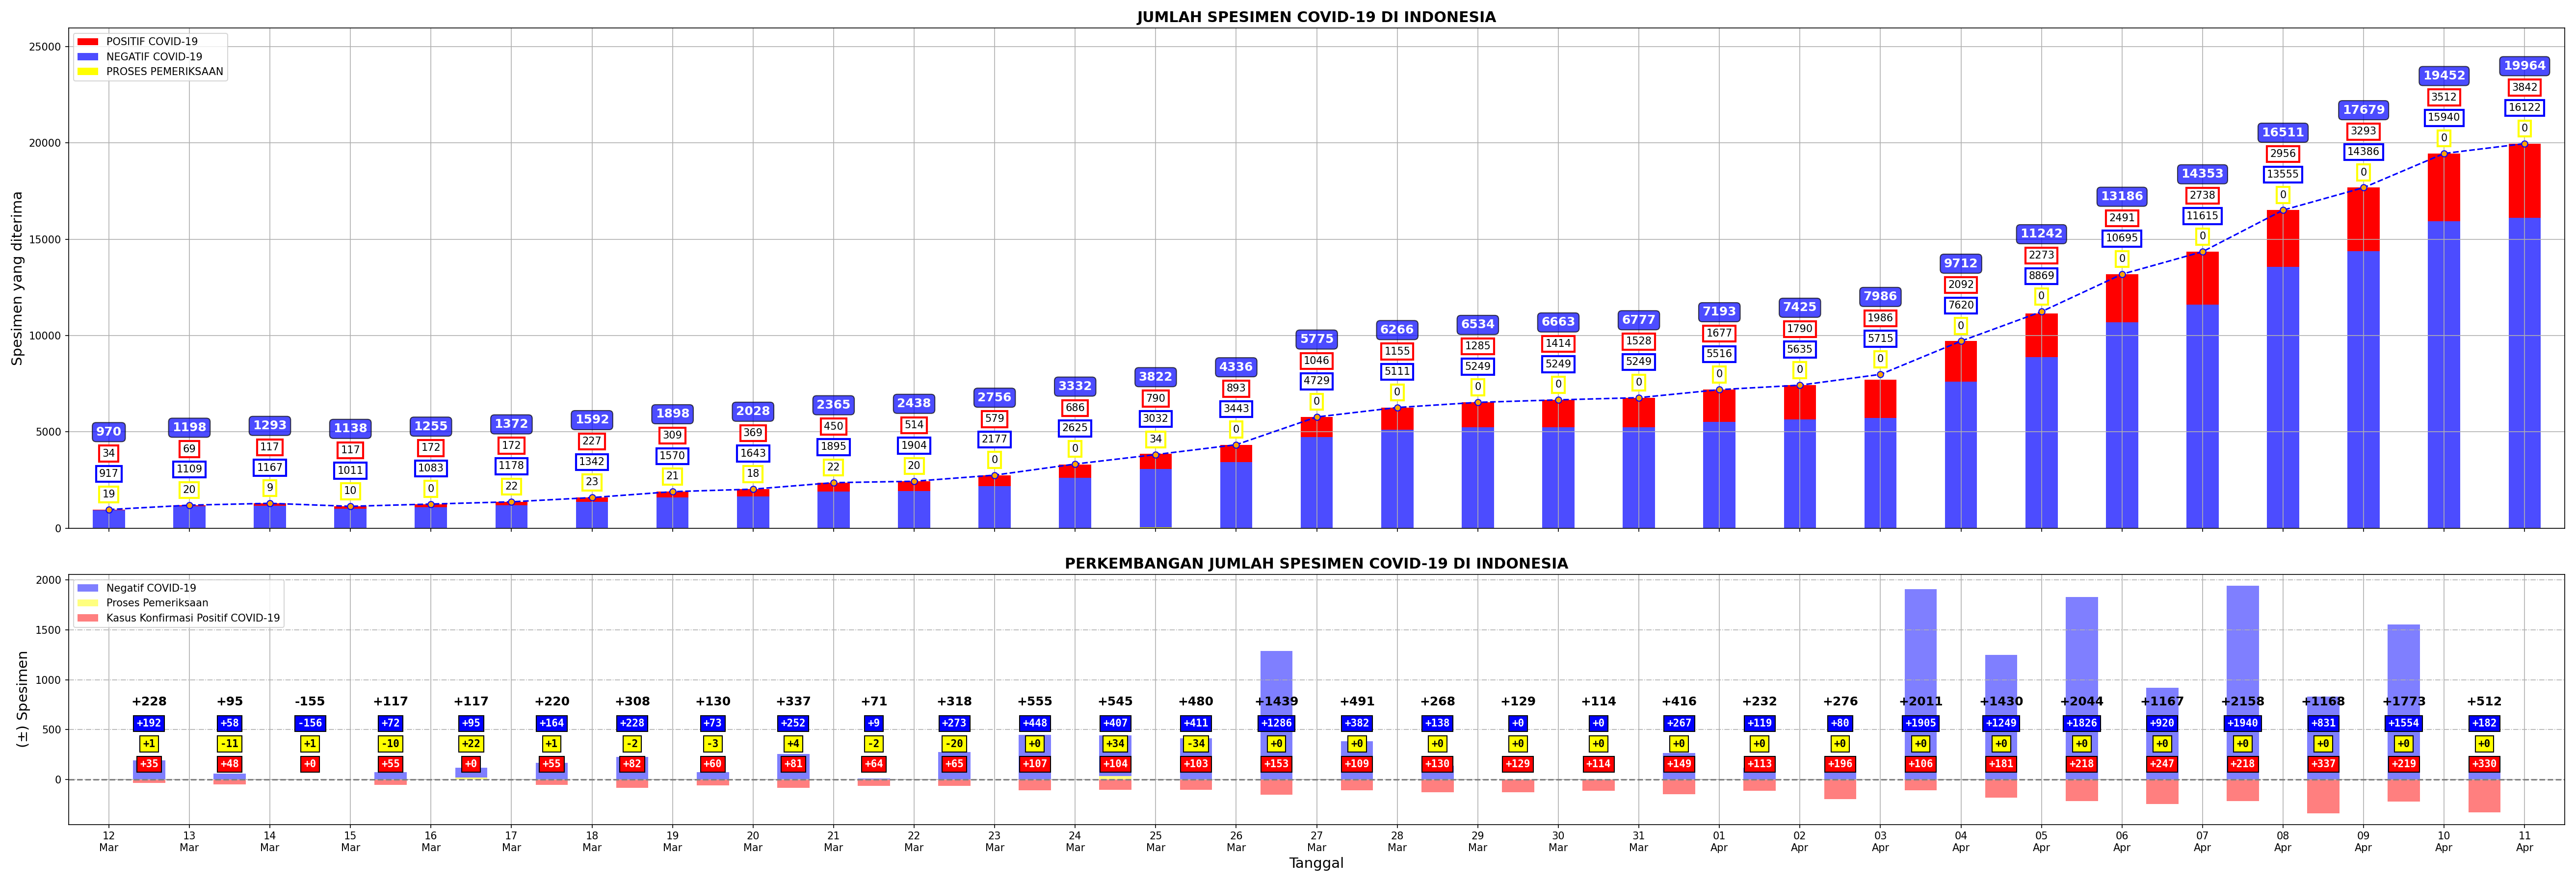 JUMLAH SPESIMEN COVID-19 DI INDONESIA
POSITIF COVID-19
NEGATIF COVID-19
PROSES PEMERIKSAAN
Spesimen yang diterima
25000
20000
15000
10000
5000
0
970 1198 1293 1138 1255 1372 1592 1898 2028 2365 2438 2756 3332 3822 4336 5775 6266 6534 6663 6777 7193 7425 7986 9712 11242 13186 14353 16511 17679 19452 19964
34 69 117 117 172 172 227 309 369 450 514 579 686 790 893 1046 1155 1285 1414 1528 1677 1790 1986 2092 2273 2491 2738 2956 3293 3512 3842
917 1109 1167 1011 1083 1178 1342 1570 1643 1895 1904 2177 2625 3032 3443 4729 5111 5249 5249 5249 5516 5635 5715 7620 8869 10695 11615 13555 14386 15940 16122
19 20 9 10 0 22 23 21 18 22 20 0 0 34 0 0 0 0 0 0 0 0 0 0 0 0 0 0 0 0 0
PERKEMBANGAN JUMLAH SPESIMEN COVID-19 DI INDONESIA
Negatif COVID-19
Proses Pemeriksaan
Kasus Konfirmasi Positif COVID-19
(±) Spesimen
2000
1500
1000
500
0
+228 +95 -155 +117 +117 +220 +308 +130 +337 +71 +318 +555 +545 +480 +1439 +491 +268 +129 +114 +416 +232 +276 +2011 +1430 +2044 +1167 +2158 +1168 +1773 +512
+192 +58 -156 +72 +95 +164 +228 +73 +252 +9 +273 +448 +407 +411 +1286 +382 +138 +0 +0 +267 +119 +80 +1905 +1249 +1826 +920 +1940 +831 +1554 +182
+1 -11 +1 -10 +22 +1 -2 -3 +4 -2 -20 +0 +34 -34 +0 +0 +0 +0 +0 +0 +0 +0 +0 +0 +0 +0 +0 +0 +0 +0
+35 +48 +0 +55 +0 +55 +82 +60 +81 +64 +65 +107 +104 +103 +153 +109 +130 +129 +114 +149 +113 +196 +106 +181 +218 +247 +218 +337 +219 +330
12 13 14 15 16 17 18 19 20 21 22 23 24 25 26 27 28 29 30 31 01 02 03 04 05 06 07 08 09 10 11
Mar Mar Mar Mar Mar Mar Mar Mar Mar Mar Mar Mar Mar Mar Mar Mar Mar Mar Mar Mar Apr Apr Apr Apr Apr Apr Apr Apr Apr Apr Apr
Tanggal